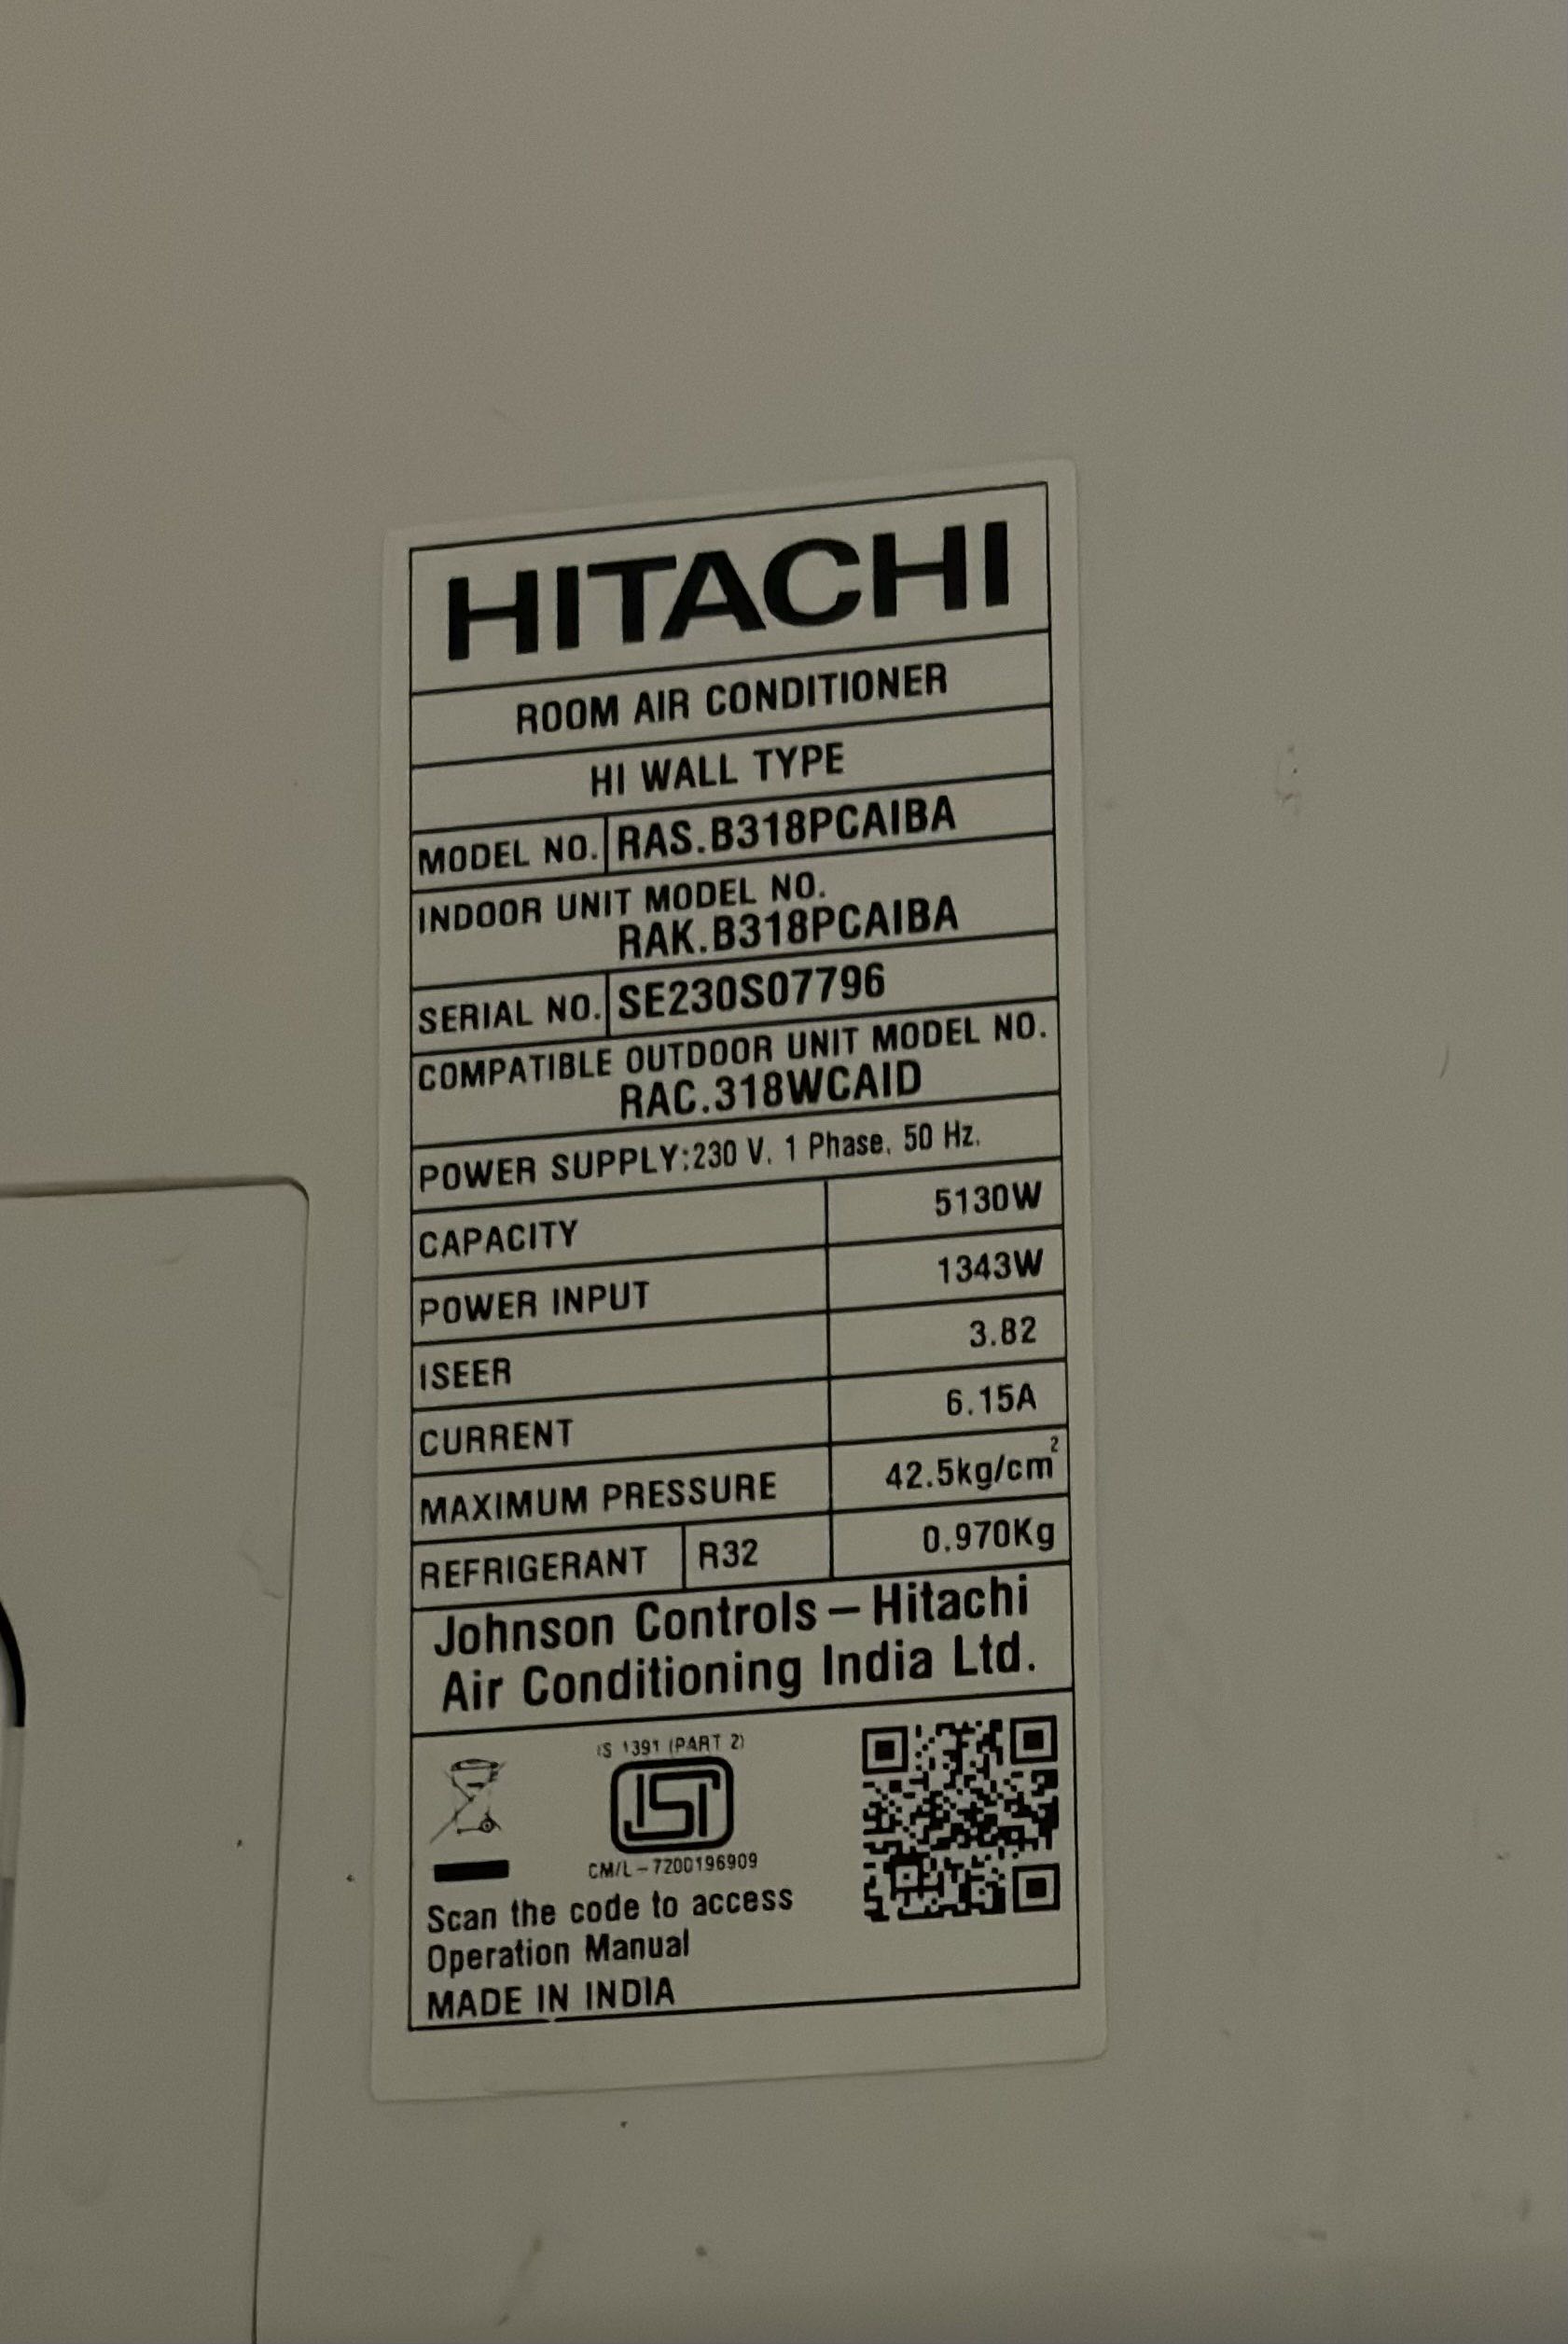 HITACHI
ROOM AIR CONDITIONER
HI WALL TYPE
MODEL NO. RAS.B318PCAIBA
INDOOR UNIT MODEL NO.
RAK.B318PCAIBA
SERIAL NO. SE230S07796
COMPATIBLE OUTDOOR UNIT MODEL NO.
RAC.318WCAID
POWER SUPPLY:230 V, 1 Phase, 50 Hz.
CAPACITY 5130W
POWER INPUT 1343W
ISEER 3.82
CURRENT 6.15A
MAXIMUM PRESSURE 42.5kg/cm²
REFRIGERANT R32 0.970Kg
Johnson Controls – Hitachi
Air Conditioning India Ltd.
IS 1391 (PART 2)
ISI
CM/L – 7200196909
Scan the code to access
Operation Manual
MADE IN INDIA